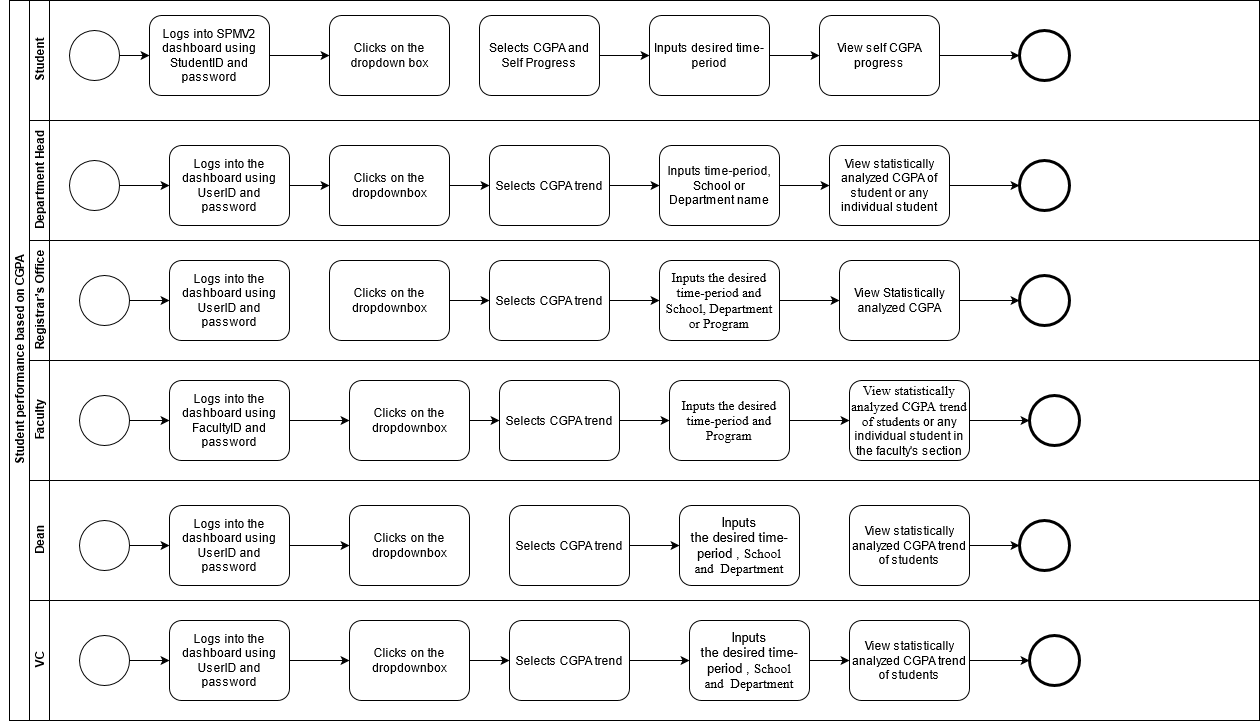 Student performance based on CGPA
Student
Logs into SPMV2
dashboard using
StudentID and
password
Clicks on the
dropdown box
Selects CGPA and
Self Progress
Inputs desired time-
period
View self CGPA
progress
Department Head
Logs into the
dashboard using
UserID and
password
Clicks on the
dropdownbox
Selects CGPA trend
Inputs time-period,
School or
Department name
View statistically
analyzed CGPA of
student or any
individual student
Registrar's Office
Logs into the
dashboard using
UserID and
password
Clicks on the
dropdownbox
Selects CGPA trend
Inputs the desired
time-period and
School, Department
or Program
View Statistically
analyzed CGPA
Faculty
Logs into the
dashboard using
FacultyID and
password
Clicks on the
dropdownbox
Selects CGPA trend
Inputs the desired
time-period and
Program
View statistically
analyzed CGPA trend
of students or any
individual student in
the faculty's section
Dean
Logs into the
dashboard using
UserID and
password
Clicks on the
dropdownbox
Selects CGPA trend
Inputs
the desired time-
period , School
and Department
View statistically
analyzed CGPA trend
of students
VC
Logs into the
dashboard using
UserID and
password
Clicks on the
dropdownbox
Selects CGPA trend
Inputs
the desired time-
period , School
and Department
View statistically
analyzed CGPA trend
of students